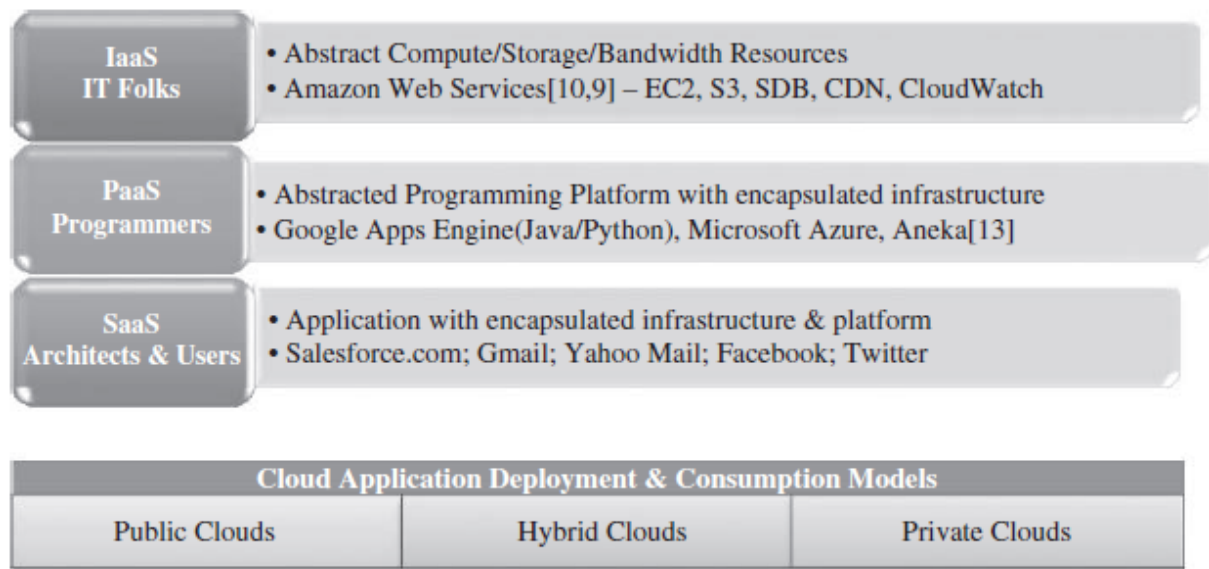 IaaS
IT Folks
• Abstract Compute/Storage/Bandwidth Resources
• Amazon Web Services[10,9] – EC2, S3, SDB, CDN, CloudWatch
PaaS
Programmers
• Abstracted Programming Platform with encapsulated infrastructure
• Google Apps Engine(Java/Python), Microsoft Azure, Aneka[13]
SaaS
Architects & Users
• Application with encapsulated infrastructure & platform
• Salesforce.com; Gmail; Yahoo Mail; Facebook; Twitter
Cloud Application Deployment & Consumption Models
Public Clouds
Hybrid Clouds
Private Clouds